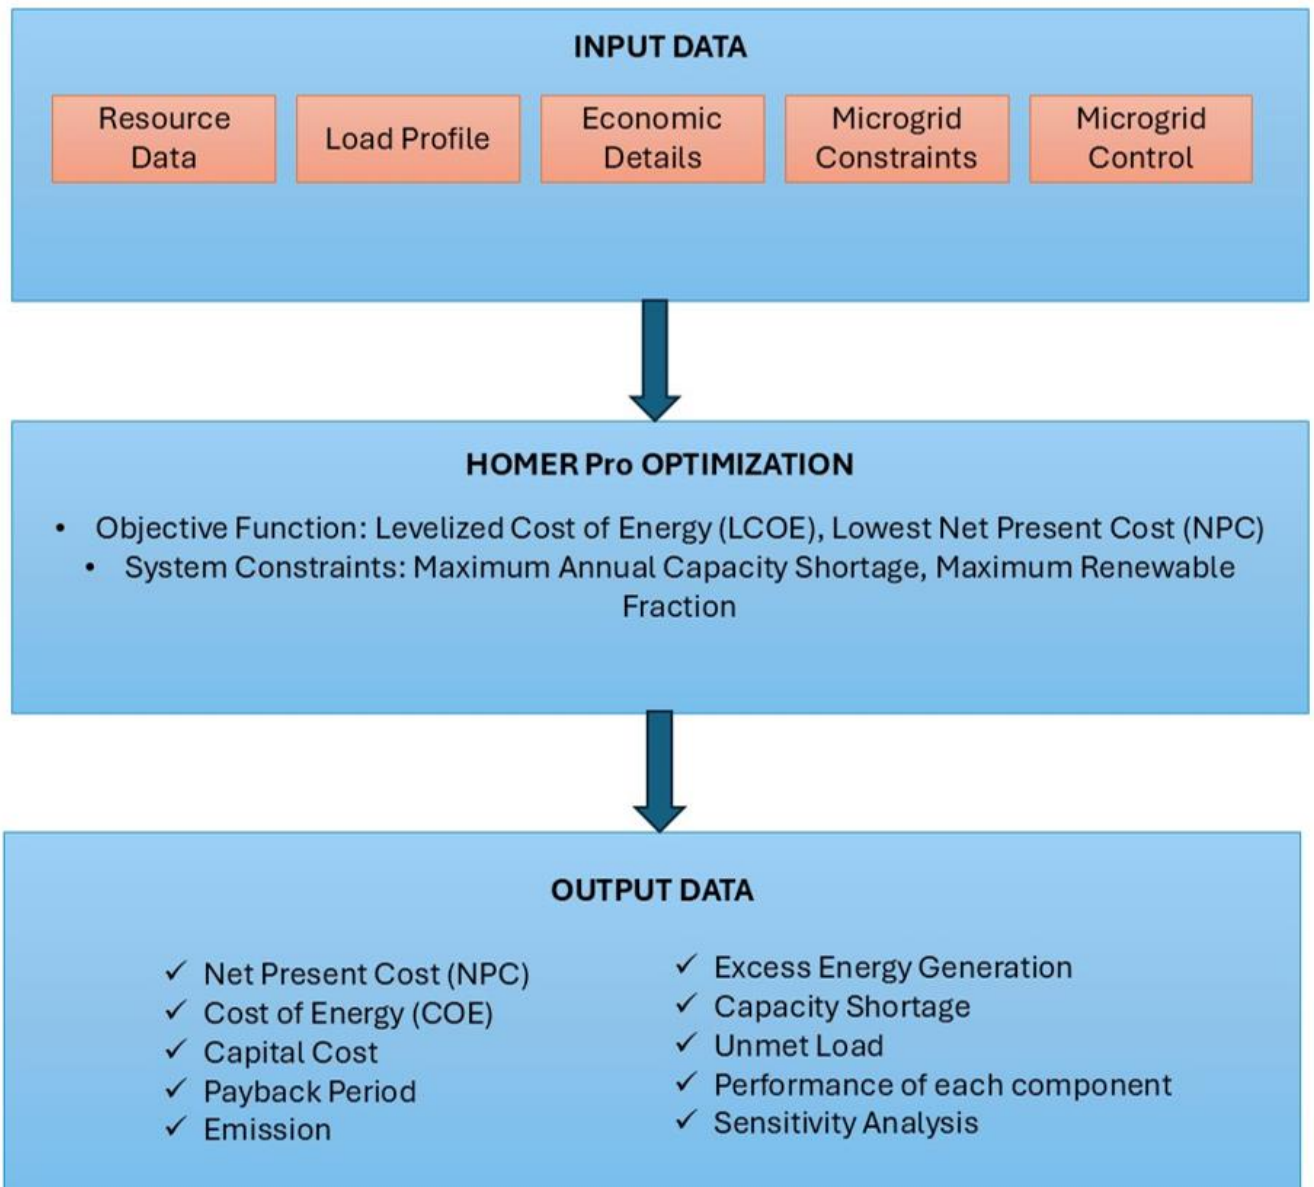 INPUT DATA
Resource
Data
Load Profile
Economic
Details
Microgrid
Constraints
Microgrid
Control
HOMER Pro OPTIMIZATION
• Objective Function: Levelized Cost of Energy (LCOE), Lowest Net Present Cost (NPC)
• System Constraints: Maximum Annual Capacity Shortage, Maximum Renewable
Fraction
OUTPUT DATA
✓ Net Present Cost (NPC)
✓ Cost of Energy (COE)
✓ Capital Cost
✓ Payback Period
✓ Emission
✓ Excess Energy Generation
✓ Capacity Shortage
✓ Unmet Load
✓ Performance of each component
✓ Sensitivity Analysis